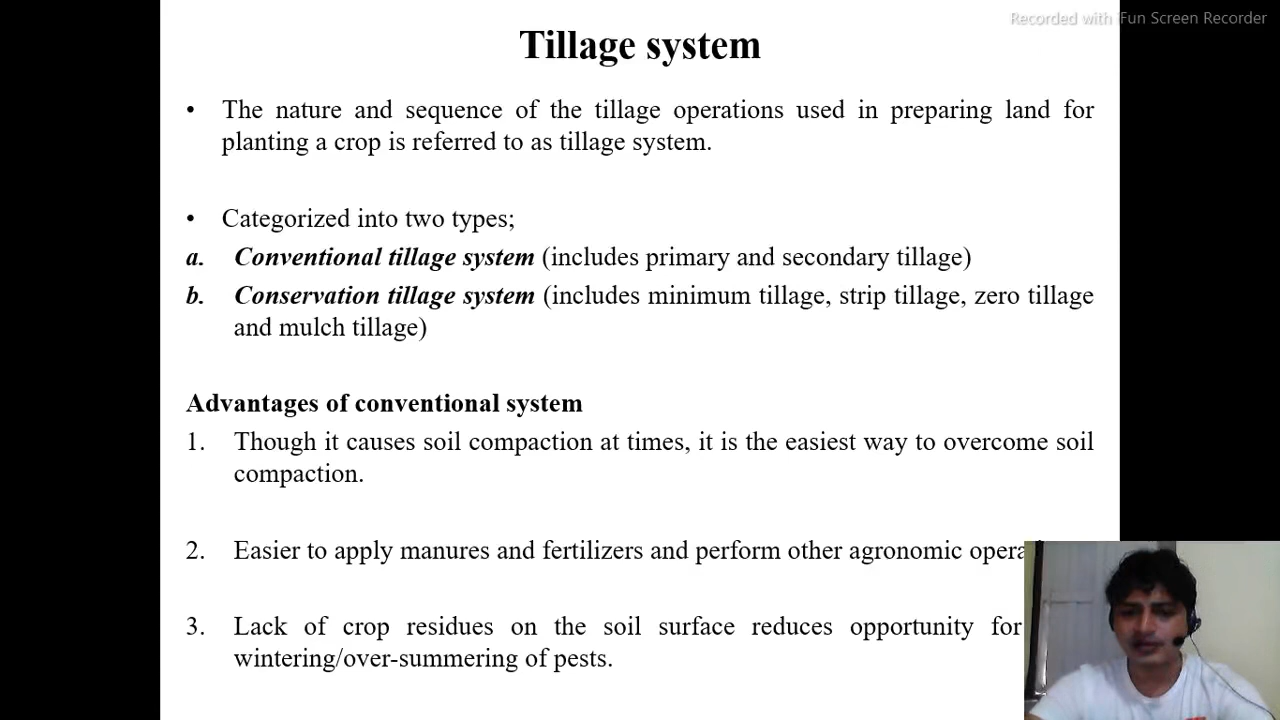 Recorded with iFun Screen Recorder
Tillage system
• The nature and sequence of the tillage operations used in preparing land for
planting a crop is referred to as tillage system.
• Categorized into two types;
a. Conventional tillage system (includes primary and secondary tillage)
b. Conservation tillage system (includes minimum tillage, strip tillage, zero tillage
and mulch tillage)
Advantages of conventional system
1. Though it causes soil compaction at times, it is the easiest way to overcome soil
compaction.
2. Easier to apply manures and fertilizers and perform other agronomic
3. Lack of crop residues on the soil surface reduces opportunity for
wintering/over-summering of pests.